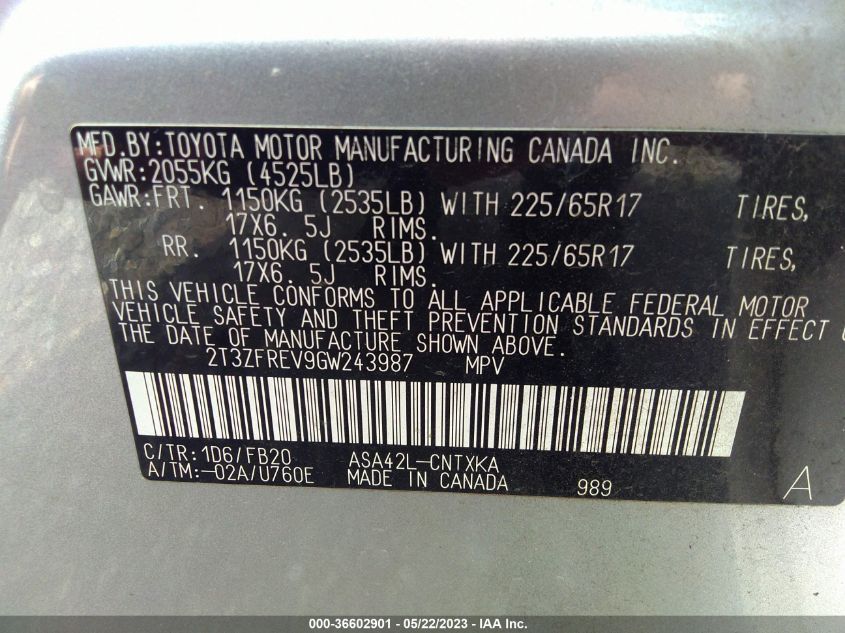 MFD.BY:TOYOTA MOTOR MANUFACTURING CANADA INC.
GVWR:2055KG (4525LB)
GAWR:FRT. 1150KG (2535LB) WITH 225/65R17 TIRES,
17X6. 5J RIMS.
RR. 1150KG (2535LB) WITH 225/65R17 TIRES,
17X6. 5J RIMS.
THIS VEHICLE CONFORMS TO ALL APPLICABLE FEDERAL MOTOR
VEHICLE SAFETY AND THEFT PREVENTION STANDARDS IN EFFECT
THE DATE OF MANUFACTURE SHOWN ABOVE.
2T3ZFREV9GW243987 MPV
C/TR:1D6/FB20 ASA42L-CNTXKA
A/TM:-02A/U760E MADE IN CANADA 989 A
000-36602901 - 05/22/2023 - IAA Inc.